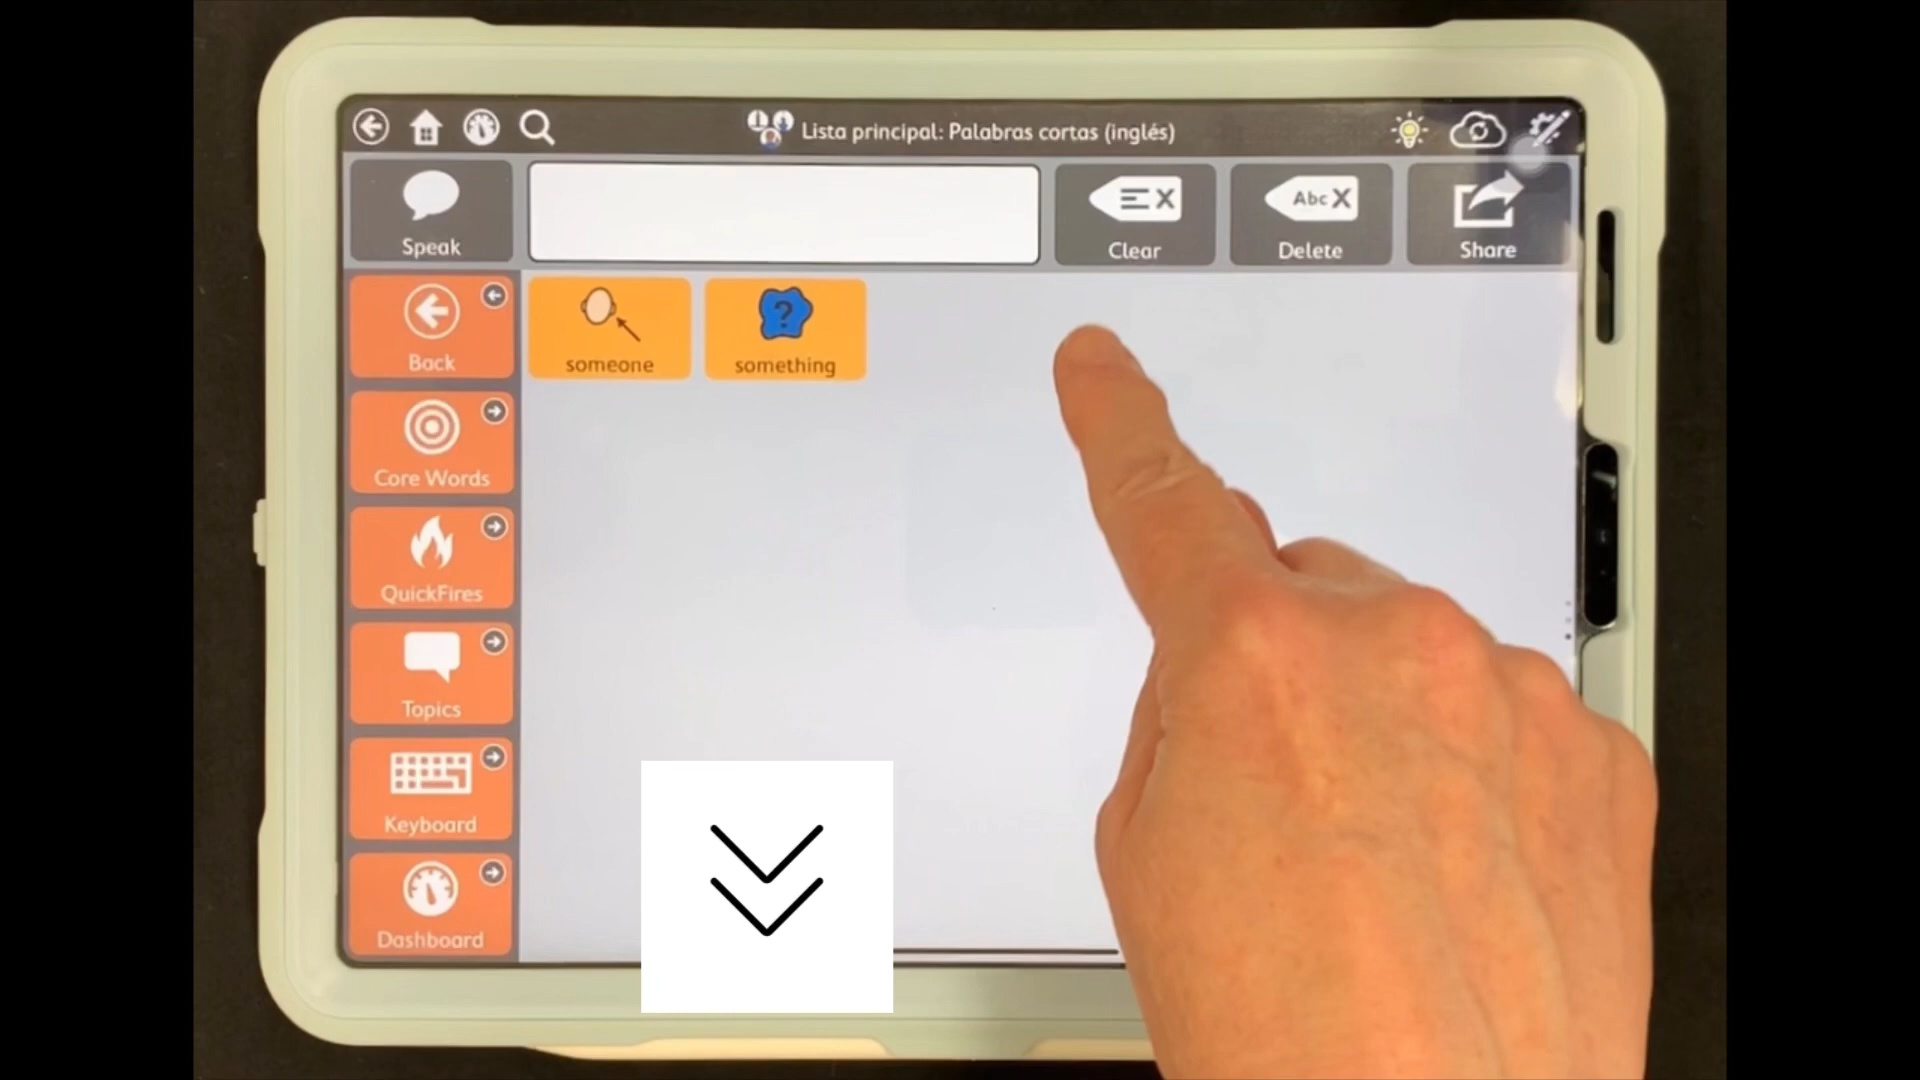 Lista principal: Palabras cortas (inglés)
Speak
Clear
Abc X
Delete
Share
Back
someone
something
?
Core Words
QuickFires
Topics
Keyboard
Dashboard